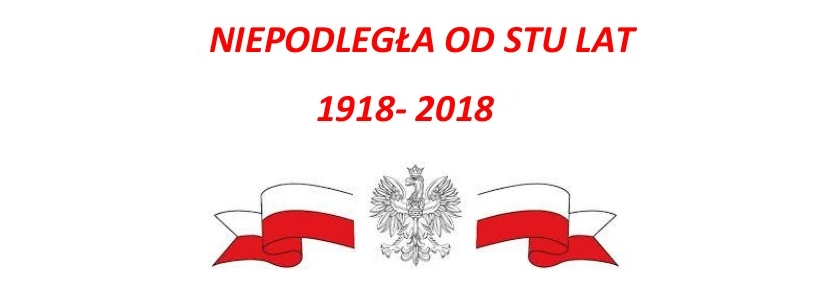 NIEPODLEGŁA OD STU LAT
1918- 2018